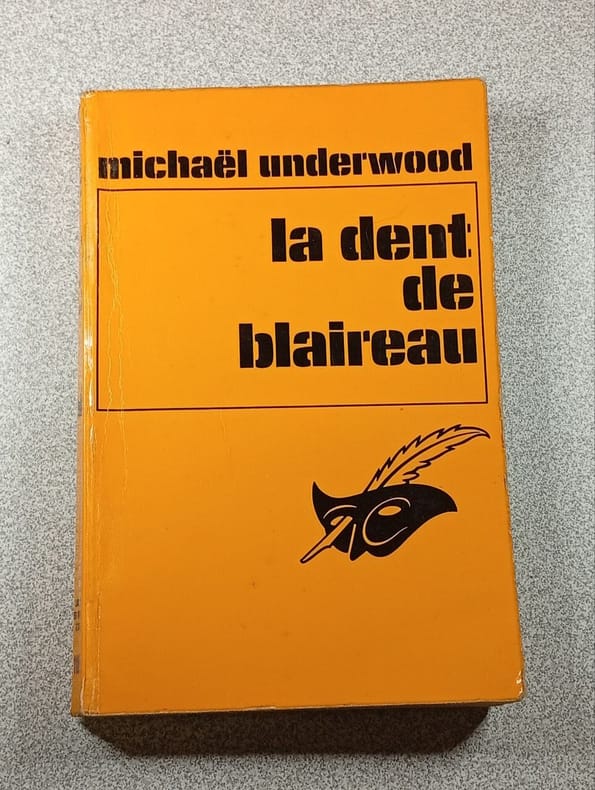 michaël underwood
la dent
de
blaireau